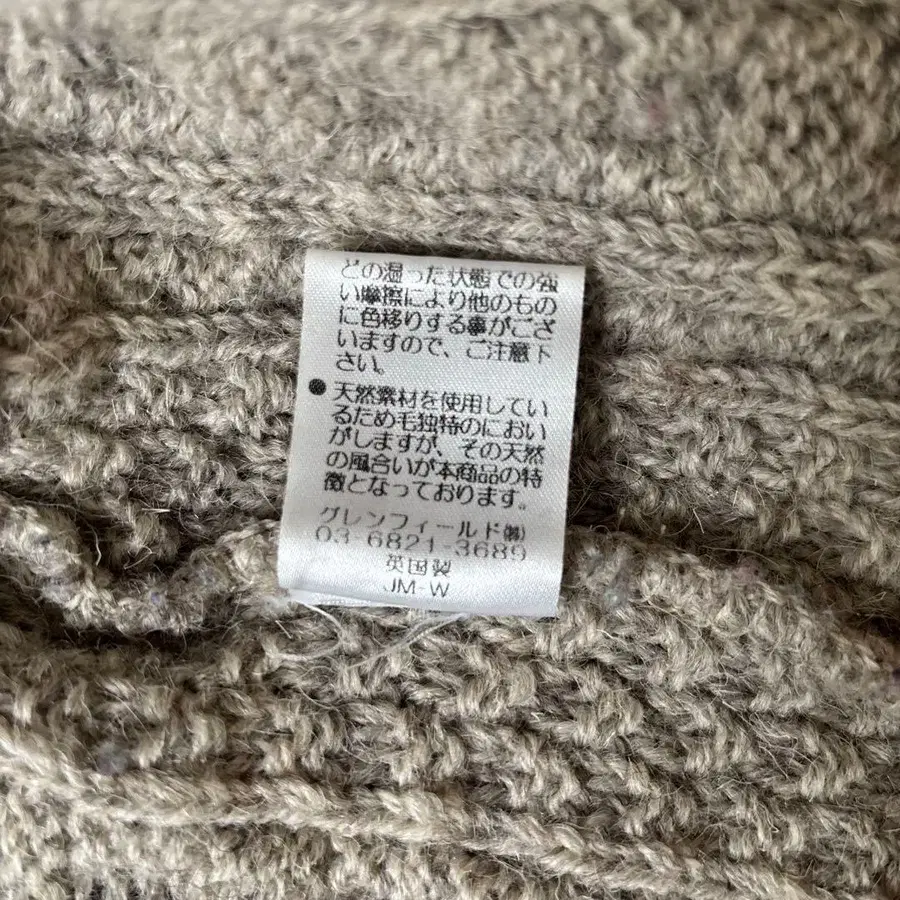 どの湿った状態での強
い摩擦により他のもの
に色移りする事がござ
いますので、ご注意下
さい。
● 天然素材を使用してい
るため毛独特のにおい
がしますが、その天然
の風合いが本商品の特
徴となっております。
グレンフィールド㈱
03-6821-3689
英国製
JM-W